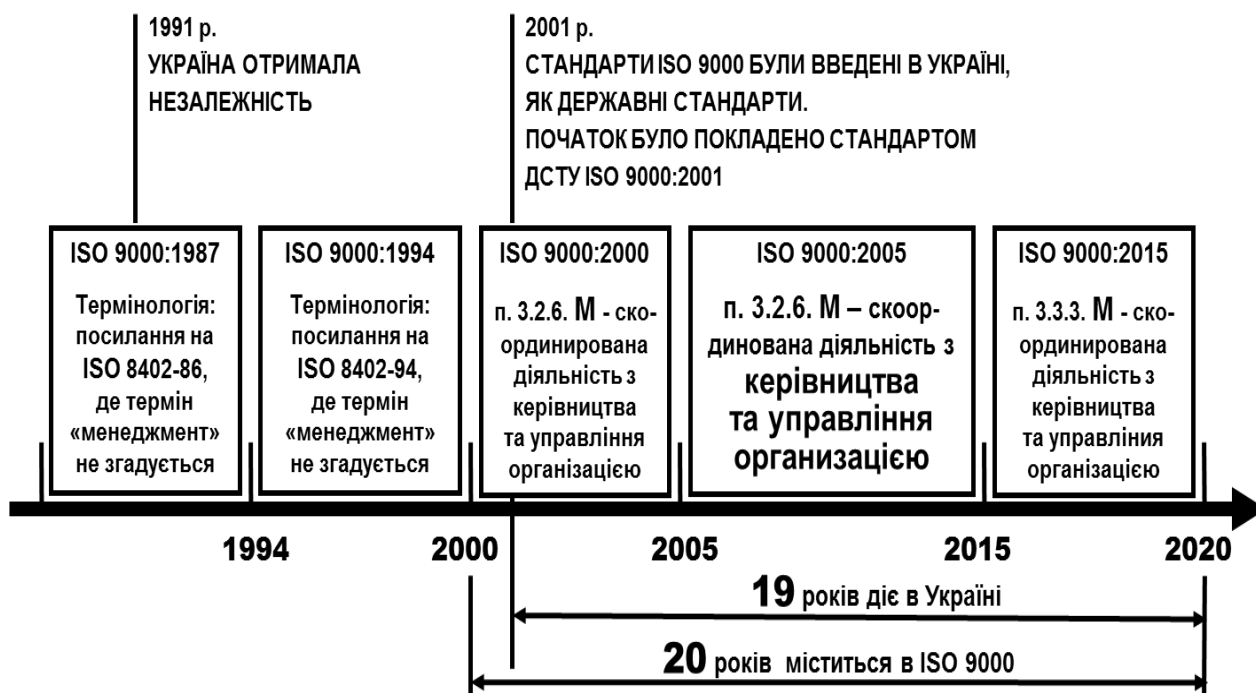 1991 р.
УКРАЇНА ОТРИМАЛА
НЕЗАЛЕЖНІСТЬ
2001 р.
СТАНДАРТИ ISO 9000 БУЛИ ВВЕДЕНІ В УКРАЇНІ,
ЯК ДЕРЖАВНІ СТАНДАРТИ.
ПОЧАТОК БУЛО ПОКЛАДЕНО СТАНДАРТОМ
ДСТУ ISO 9000:2001
ISO 9000:1987
Термінологія:
посилання на
ISO 8402-86,
де термін
«менеджмент»
не згадується
ISO 9000:1994
Термінологія:
посилання на
ISO 8402-94,
де термін
«менеджмент»
не згадується
ISO 9000:2000
п. 3.2.6. М - ско-
ординирована
діяльність з
керівництва
та управління
організацією
ISO 9000:2005
п. 3.2.6. М – скоор-
динована діяльність з
керівництва
та управління
организацією
ISO 9000:2015
п. 3.3.3. М - ско-
ординирована
діяльність з
керівництва
та управлiния
організацією
1994
2000
2005
2015
2020
19 років діє в Україні
20 років міститься в ISO 9000